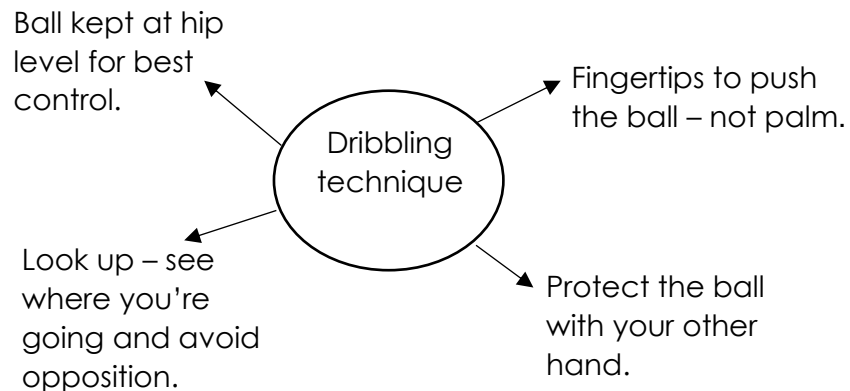 Ball kept at hip
level for best
control.
Fingertips to push
the ball – not palm.
Dribbling
technique
Look up – see
where you're
going and avoid
opposition.
Protect the ball
with your other
hand.